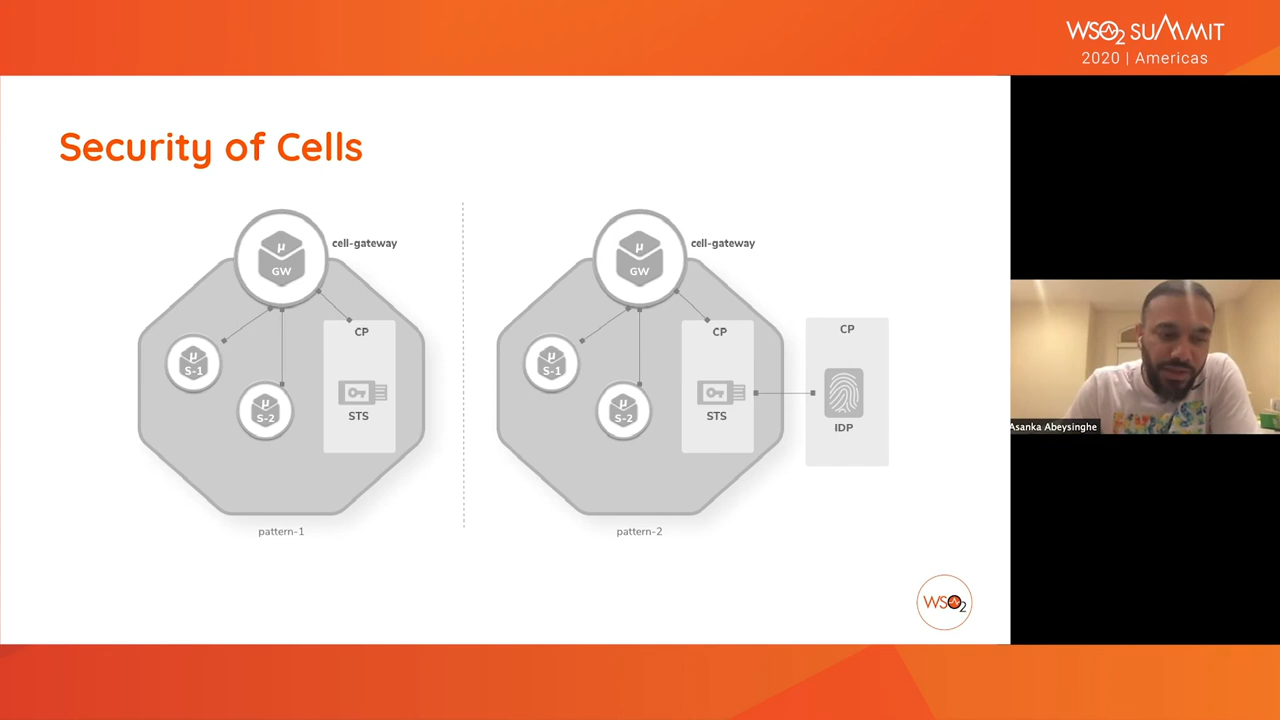 WSO2 SUMMIT
2020 | Americas
Security of Cells
µ
GW
cell-gateway
CP
µ
S-1
µ
S-2
STS
pattern-1
µ
GW
cell-gateway
CP
µ
S-1
µ
S-2
STS
CP
IDP
pattern-2
WSO2
Asanka Abeysinghe